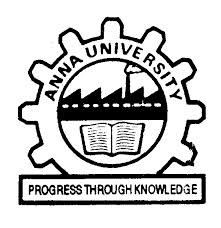 ANNA UNIVERSITY
PROGRESS THROUGH KNOWLEDGE